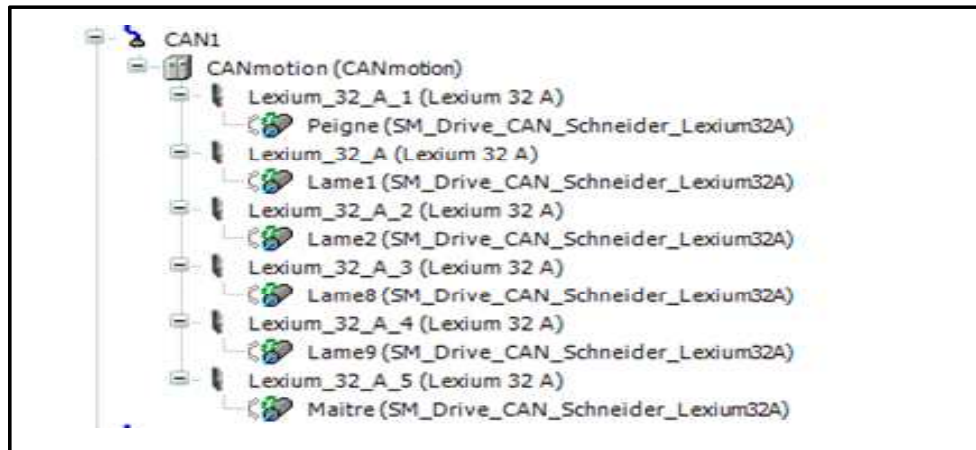 CAN1
CANmotion (CANmotion)
Lexium_32_A_1 (Lexium 32 A)
Peigne (SM_Drive_CAN_Schneider_Lexium32A)
Lexium_32_A (Lexium 32 A)
Lame1 (SM_Drive_CAN_Schneider_Lexium32A)
Lexium_32_A_2 (Lexium 32 A)
Lame2 (SM_Drive_CAN_Schneider_Lexium32A)
Lexium_32_A_3 (Lexium 32 A)
Lame8 (SM_Drive_CAN_Schneider_Lexium32A)
Lexium_32_A_4 (Lexium 32 A)
Lame9 (SM_Drive_CAN_Schneider_Lexium32A)
Lexium_32_A_5 (Lexium 32 A)
Maitre (SM_Drive_CAN_Schneider_Lexium32A)